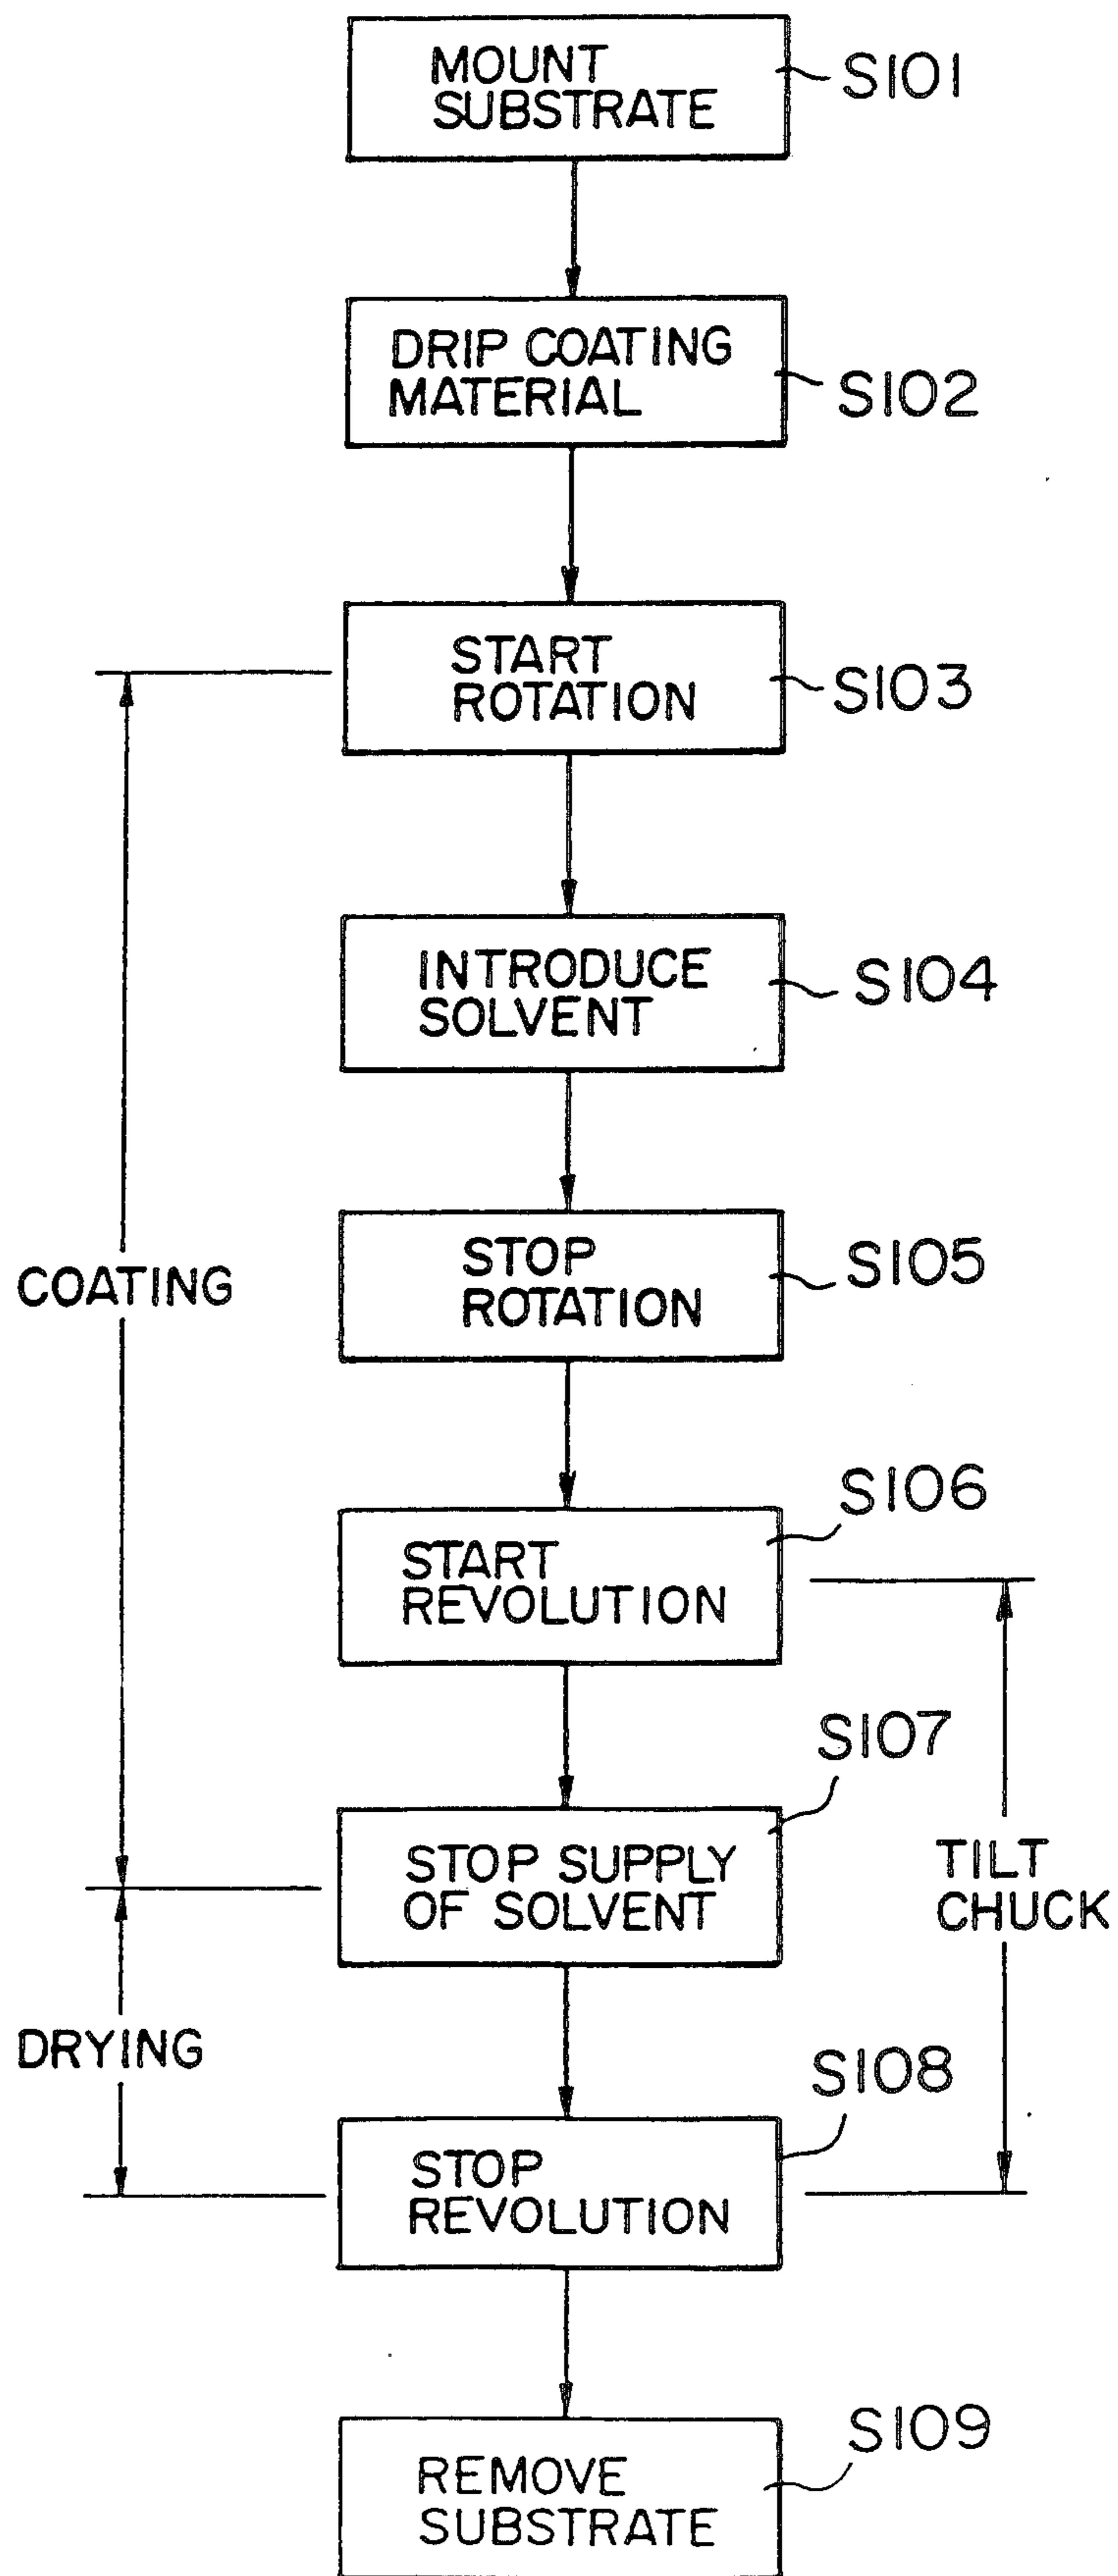 MOUNT
SUBSTRATE
S101
DRIP COATING
MATERIAL
S102
START
ROTATION
S103
INTRODUCE
SOLVENT
S104
STOP
ROTATION
S105
COATING
START
REVOLUTION
S106
STOP SUPPLY
OF SOLVENT
S107
TILT
CHUCK
DRYING
STOP
REVOLUTION
S108
REMOVE
SUBSTRATE
S109